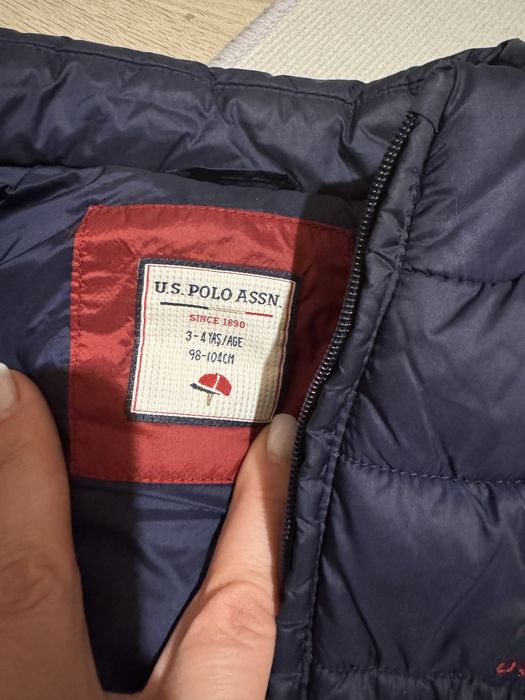 U.S. POLO ASSN.
SINCE 1890
3-4 YAŞ/AGE
98-104CM